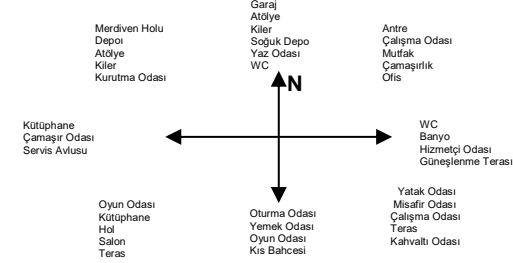 Garaj
Atölye
Kiler
Soğuk Depo
Yaz Odası
WC
Merdiven Holu
Depoı
Atölye
Kiler
Kurutma Odası
Antre
Çalışma Odası
Mutfak
Çamaşırlık
Ofis
N
Kütüphane
Çamaşır Odası
Servis Avlusu
WC
Banyo
Hizmetçi Odası
Güneşlenme Terası
Oyun Odası
Kütüphane
Hol
Salon
Teras
Oturma Odası
Yemek Odası
Oyun Odası
Kıs Bahcesi
Yatak Odası
Misafir Odası
Çalışma Odası
Teras
Kahvaltı Odası